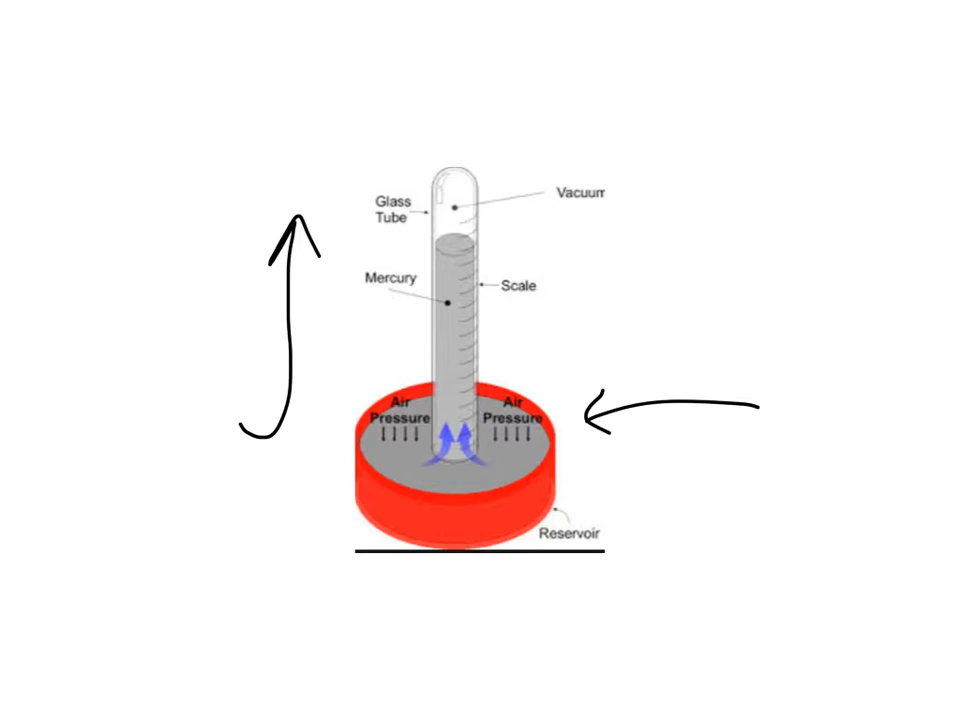 Vacuum
Glass
Tube
Mercury
Scale
Air
Pressure
Air
Pressure
Reservoir